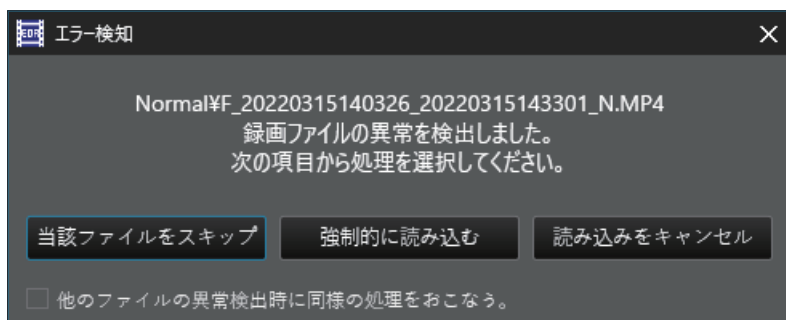 EDR エラー検知
Normal¥F_20220315140326_20220315143301_N.MP4
録画ファイルの異常を検出しました。
次の項目から処理を選択してください。
当該ファイルをスキップ 強制的に読み込む 読み込みをキャンセル
他のファイルの異常検出時に同様の処理をおこなう。